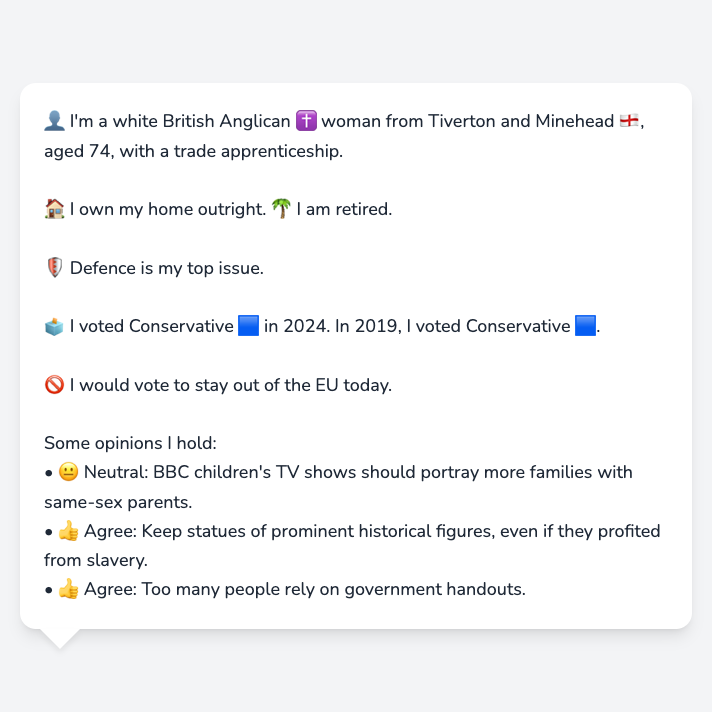 👤 I'm a white British Anglican ✝️ woman from Tiverton and Minehead 🏴󠁧󠁢󠁥󠁮󠁧󠁿,
aged 74, with a trade apprenticeship.
🏠 I own my home outright. 🌴 I am retired.
🛡️ Defence is my top issue.
🗳️ I voted Conservative 🟦 in 2024. In 2019, I voted Conservative 🟦.
🚫 I would vote to stay out of the EU today.
Some opinions I hold:
• 😐 Neutral: BBC children's TV shows should portray more families with
same-sex parents.
• 👍 Agree: Keep statues of prominent historical figures, even if they profited
from slavery.
• 👍 Agree: Too many people rely on government handouts.